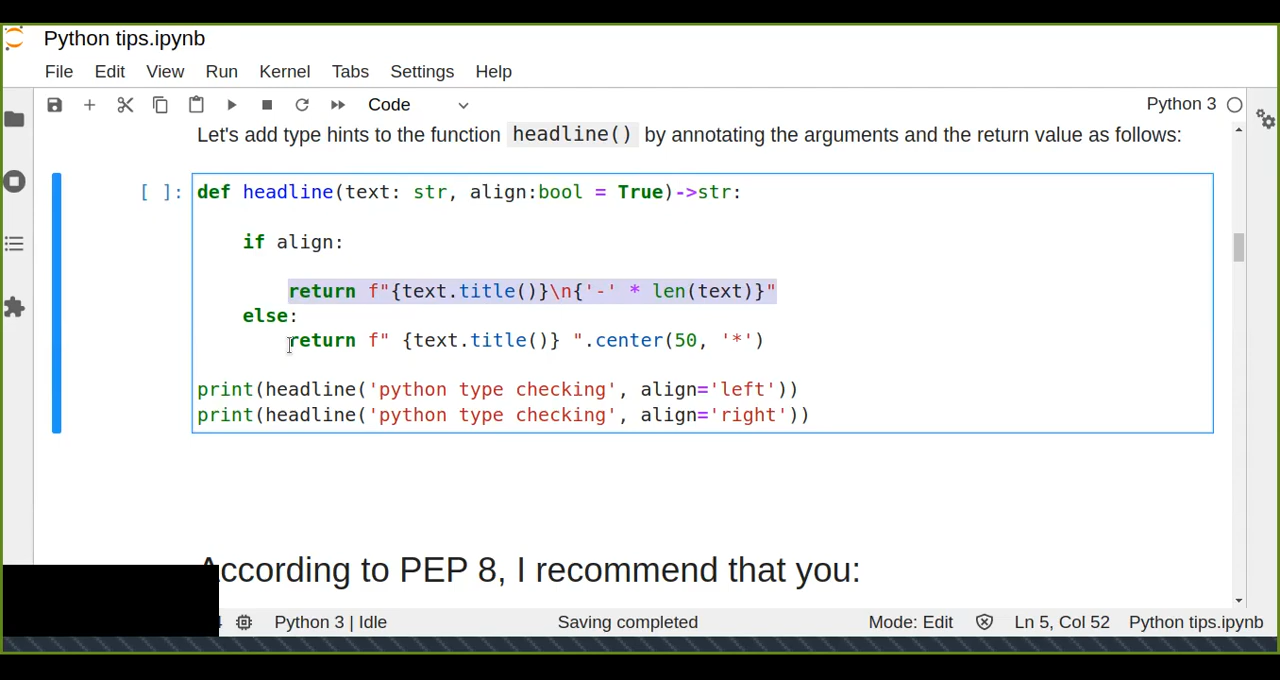 Python tips.ipynb
File Edit View Run Kernel Tabs Settings Help
Code Python 3
Let's add type hints to the function headline() by annotating the arguments and the return value as follows:
[ ]: def headline(text: str, align:bool = True)->str:
if align:
return f"{text.title()}\n{'-' * len(text)}"
else:
return f" {text.title()} ".center(50, '*')
print(headline('python type checking', align='left'))
print(headline('python type checking', align='right'))
According to PEP 8, I recommend that you:
Python 3 | Idle Saving completed Mode: Edit Ln 5, Col 52 Python tips.ipynb